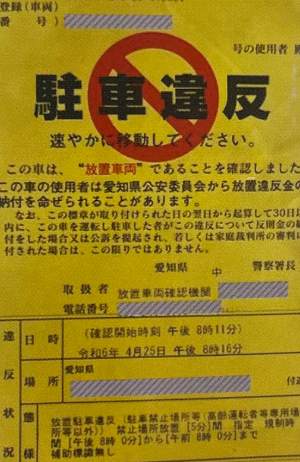 登録(車両)
番 号)
号の使用者 殿
駐車違反
速やかに移動してください。
この車は、"放置車両"であることを確認しました
この車の使用者は愛知県公安委員会から放置違反金の
納付を命ぜられることがあります。
なお、この標章が取り付けられた日の翌日から起算して30日以
内に、この車を運転し駐車した者がこの違反について反則金の納
付をした場合又は公訴を提起され、若しくは家庭裁判所の審判に
付された場合は、この限りではありません。
愛知県 中 警察署長
取扱者 放置車両確認機関
電話番号
違反状況
日時
(確認開始時刻 午後 8時11分)
令和6年 4月25日 午後 8時16分
場所
愛知県
付近
態様
放置駐車違反 (駐車禁止場所等(高齢運転者等専用場
所等以外)) 禁止場所放置 [5分]間 指定 規制時
間[午後 8時 0分]から[午前 8時 0分]まで
補助標識無し